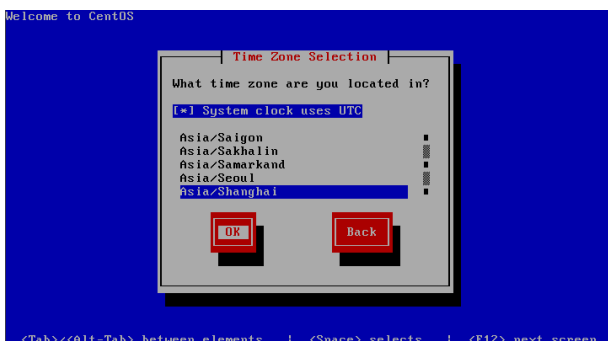 Welcome to CentOS
Time Zone Selection
What time zone are you located in?
[*] System clock uses UTC
Asia/Saigon
Asia/Sakhalin
Asia/Samarkand
Asia/Seoul
Asia/Shanghai
OK Back
<Tab>/<Alt-Tab> between elements | <Space> selects | <F12> next screen